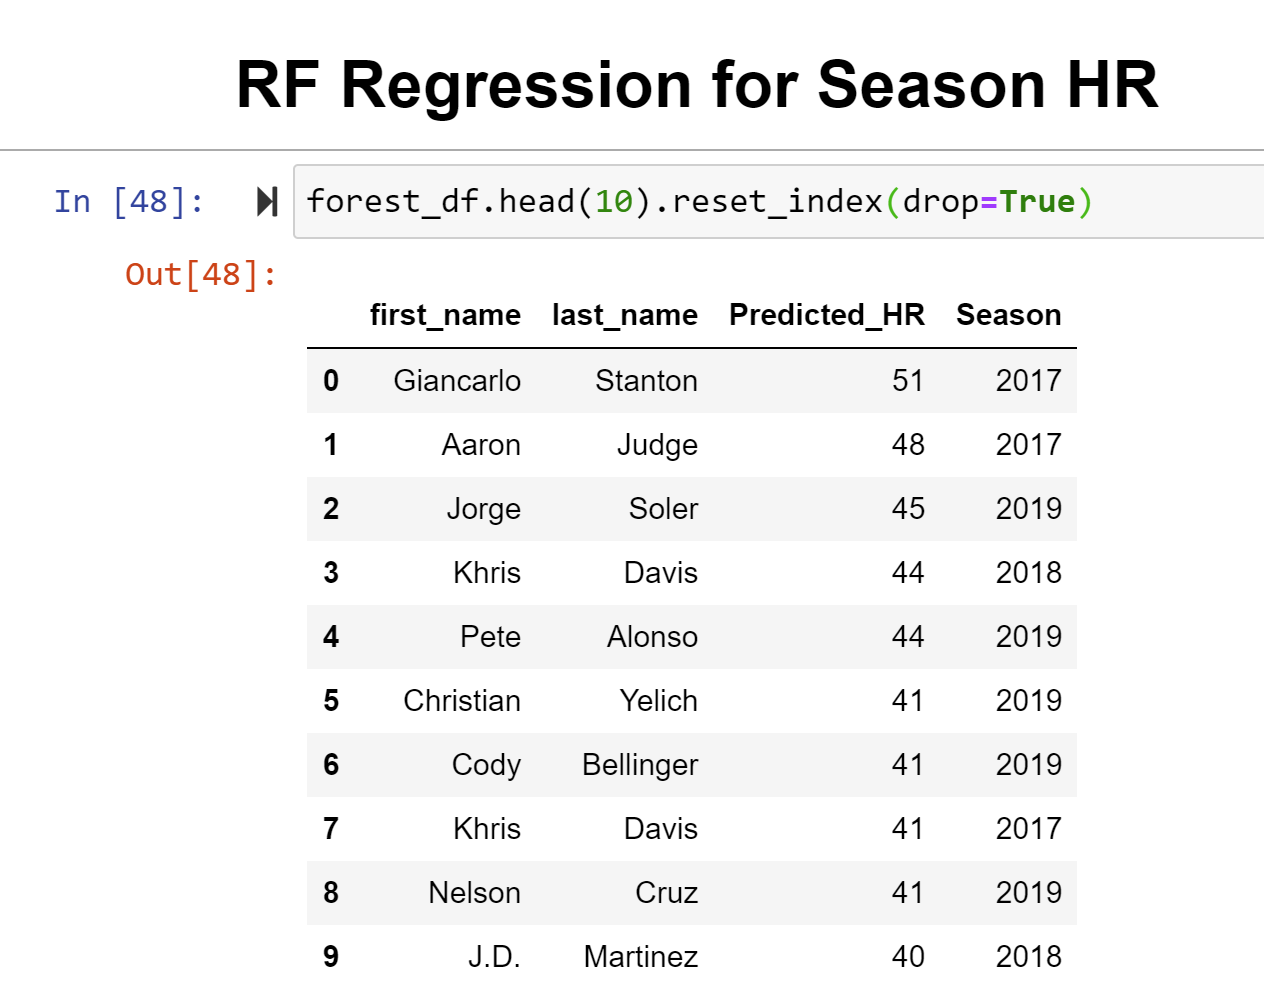 RF Regression for Season HR
In [48]: forest_df.head(10).reset_index(drop=True)
Out[48]:
first_name last_name Predicted_HR Season
0 Giancarlo Stanton 51 2017
1 Aaron Judge 48 2017
2 Jorge Soler 45 2019
3 Khris Davis 44 2018
4 Pete Alonso 44 2019
5 Christian Yelich 41 2019
6 Cody Bellinger 41 2019
7 Khris Davis 41 2017
8 Nelson Cruz 41 2019
9 J.D. Martinez 40 2018